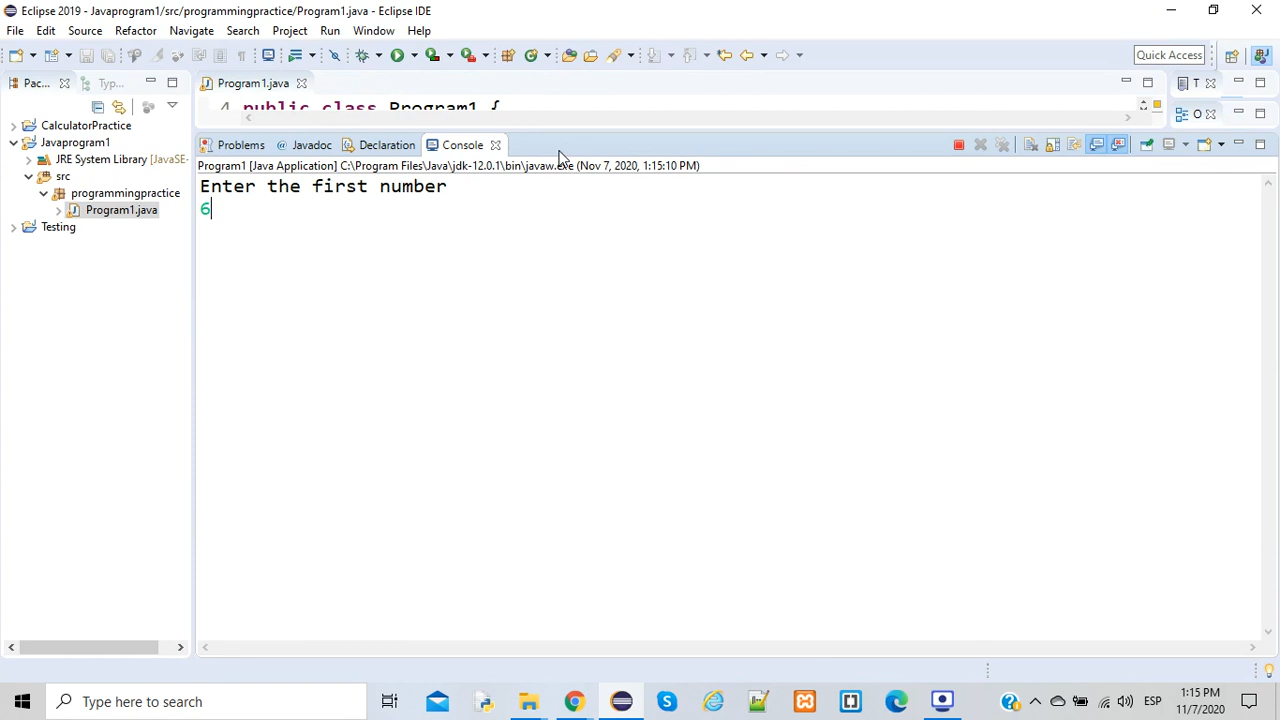 Eclipse 2019 - Javaprogram1/src/programmingpractice/Program1.java - Eclipse IDE
File Edit Source Refactor Navigate Search Project Run Window Help
Quick Access
Pac... Typ... Program1.java T
4 public class Program1 {
O
CalculatorPractice
Javaprogram1
JRE System Library [JavaSE-
src
programmingpractice
Program1.java
Testing
Problems @ Javadoc Declaration Console
Program1 [Java Application] C:\Program Files\Java\jdk-12.0.1\bin\javaw.exe (Nov 7, 2020, 1:15:10 PM)
Enter the first number
6
Type here to search
ESP
1:15 PM
11/7/2020